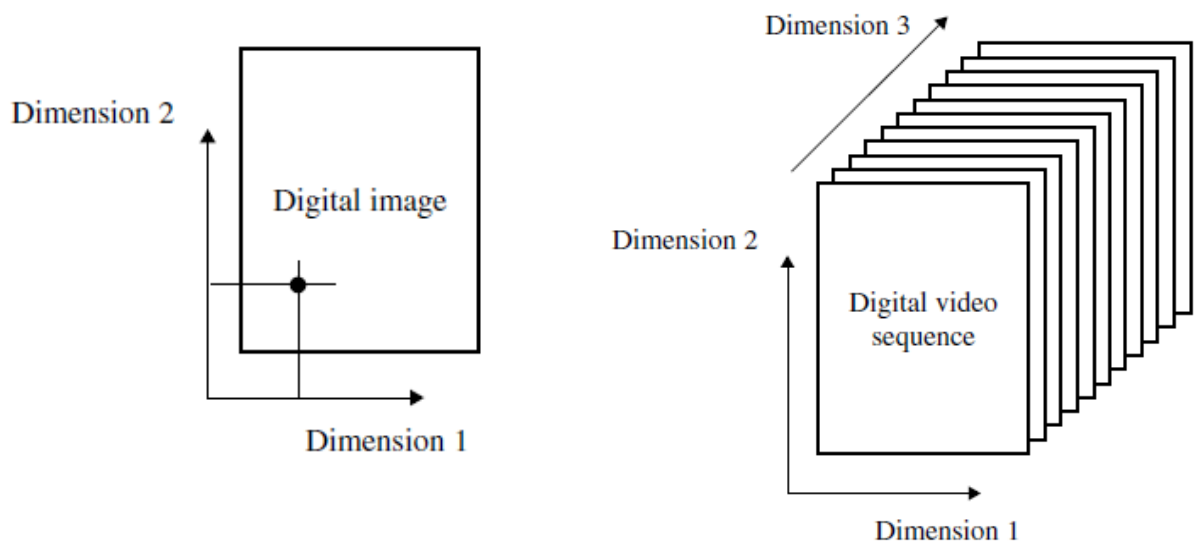 Dimension 2
Digital image
Dimension 1
Dimension 3
Dimension 2
Digital video
sequence
Dimension 1